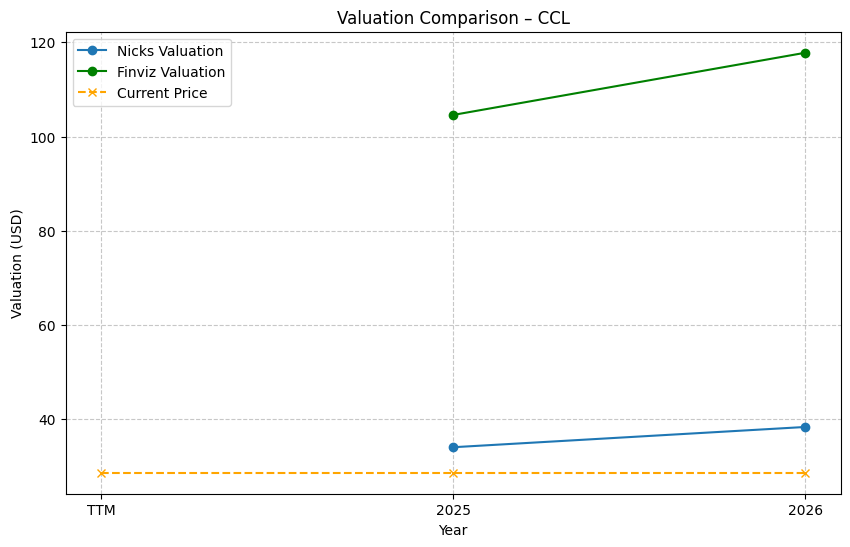 Valuation Comparison – CCL
Nicks Valuation
Finviz Valuation
Current Price
Valuation (USD)
120
100
80
60
40
TTM
2025
2026
Year